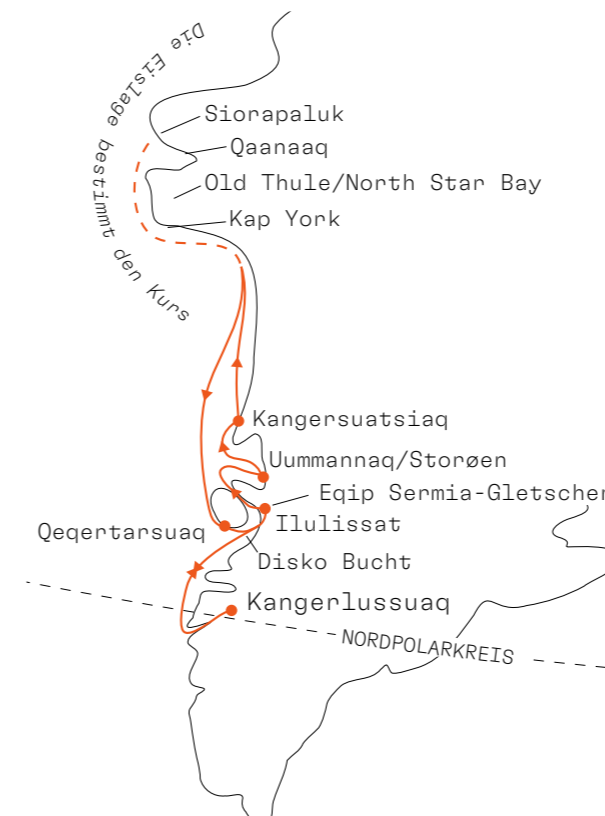 Die Eislage bestimmt den Kurs
Siorapaluk
Qaanaaq
Old Thule/North Star Bay
Kap York
Kangersuatsiaq
Uummannaq/Storøen
Eqip Sermia-Gletscher
Ilulissat
Qeqertarsuaq
Disko Bucht
Kangerlussuaq
NORDPOLARKREIS